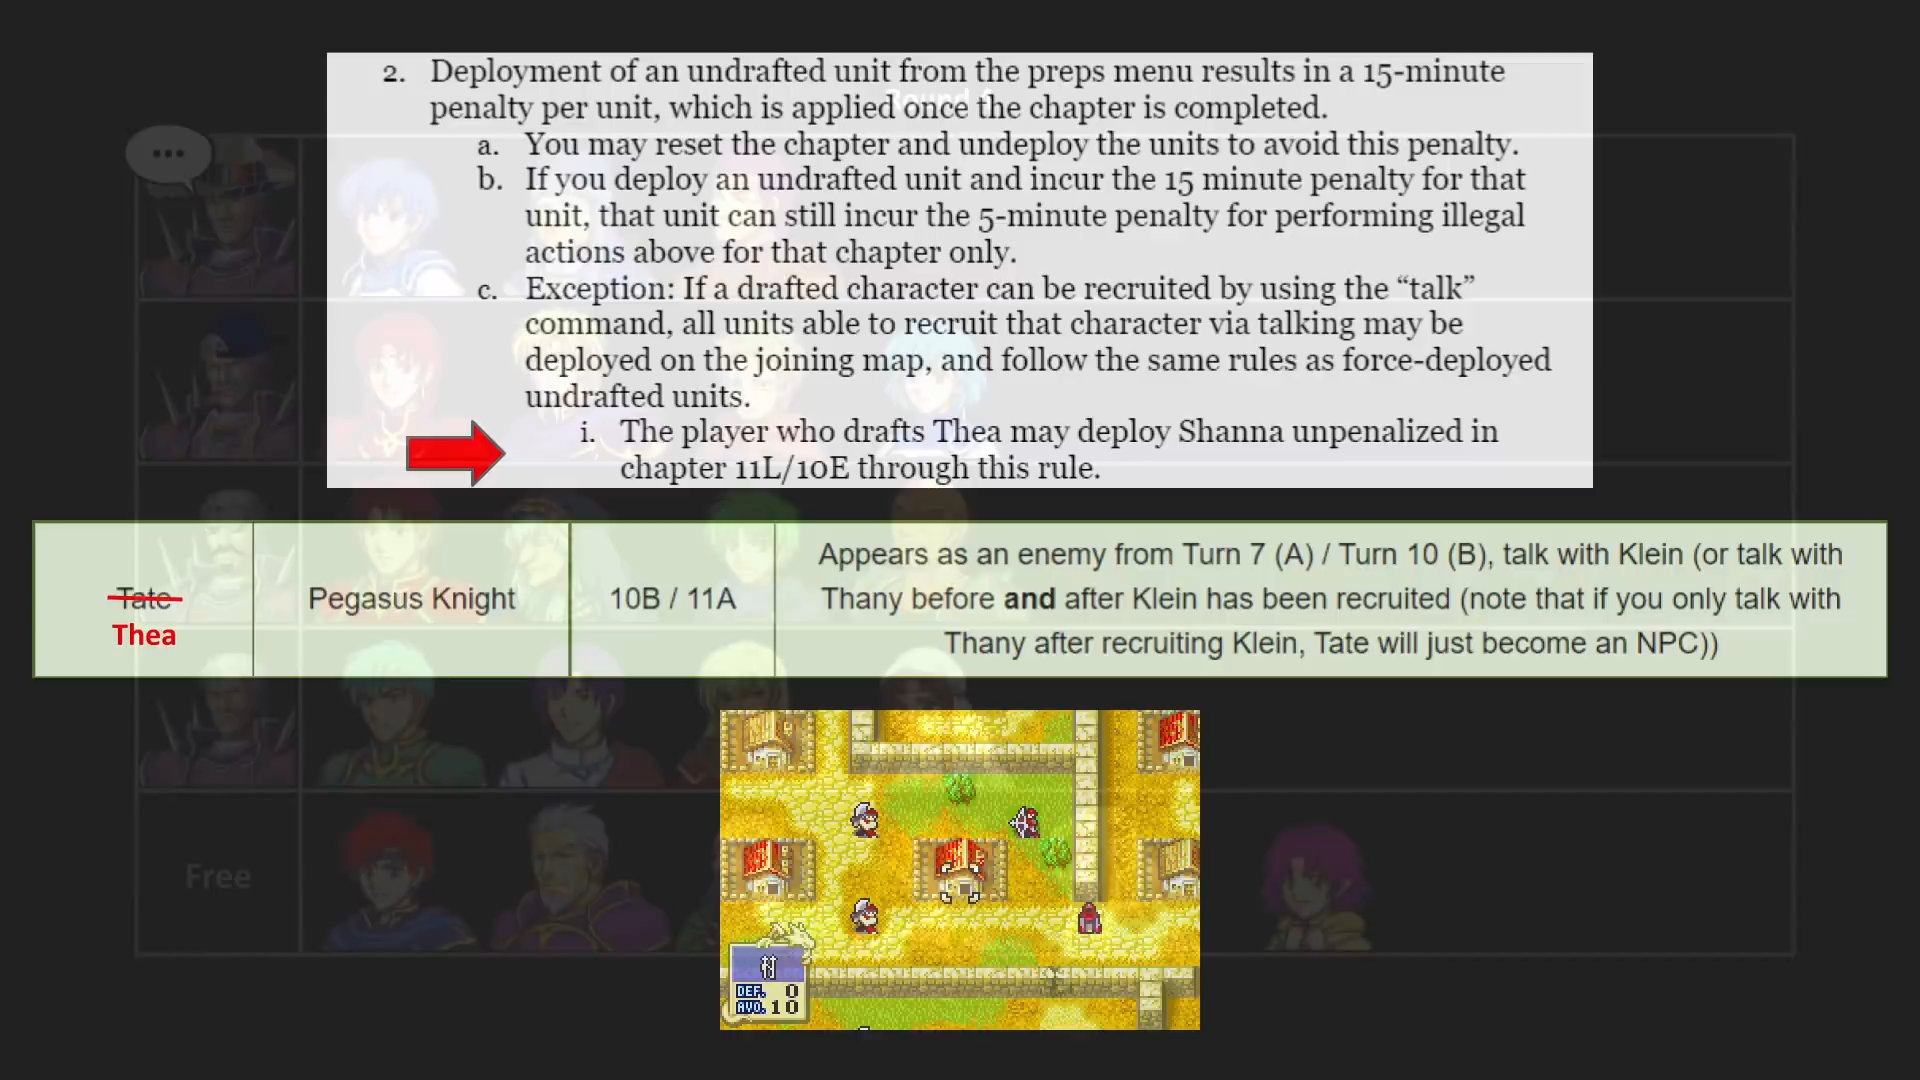 2. Deployment of an undrafted unit from the preps menu results in a 15-minute
penalty per unit, which is applied once the chapter is completed.
a. You may reset the chapter and undeploy the units to avoid this penalty.
b. If you deploy an undrafted unit and incur the 15 minute penalty for that
unit, that unit can still incur the 5-minute penalty for performing illegal
actions above for that chapter only.
c. Exception: If a drafted character can be recruited by using the “talk”
command, all units able to recruit that character via talking may be
deployed on the joining map, and follow the same rules as force-deployed
undrafted units.
i. The player who drafts Thea may deploy Shanna unpenalized in
chapter 11L/10E through this rule.
Tate
Thea
Pegasus Knight
10B / 11A
Appears as an enemy from Turn 7 (A) / Turn 10 (B), talk with Klein (or talk with
Thany before and after Klein has been recruited (note that if you only talk with
Thany after recruiting Klein, Tate will just become an NPC))
Free
村
DEF. 0
AVO. 10